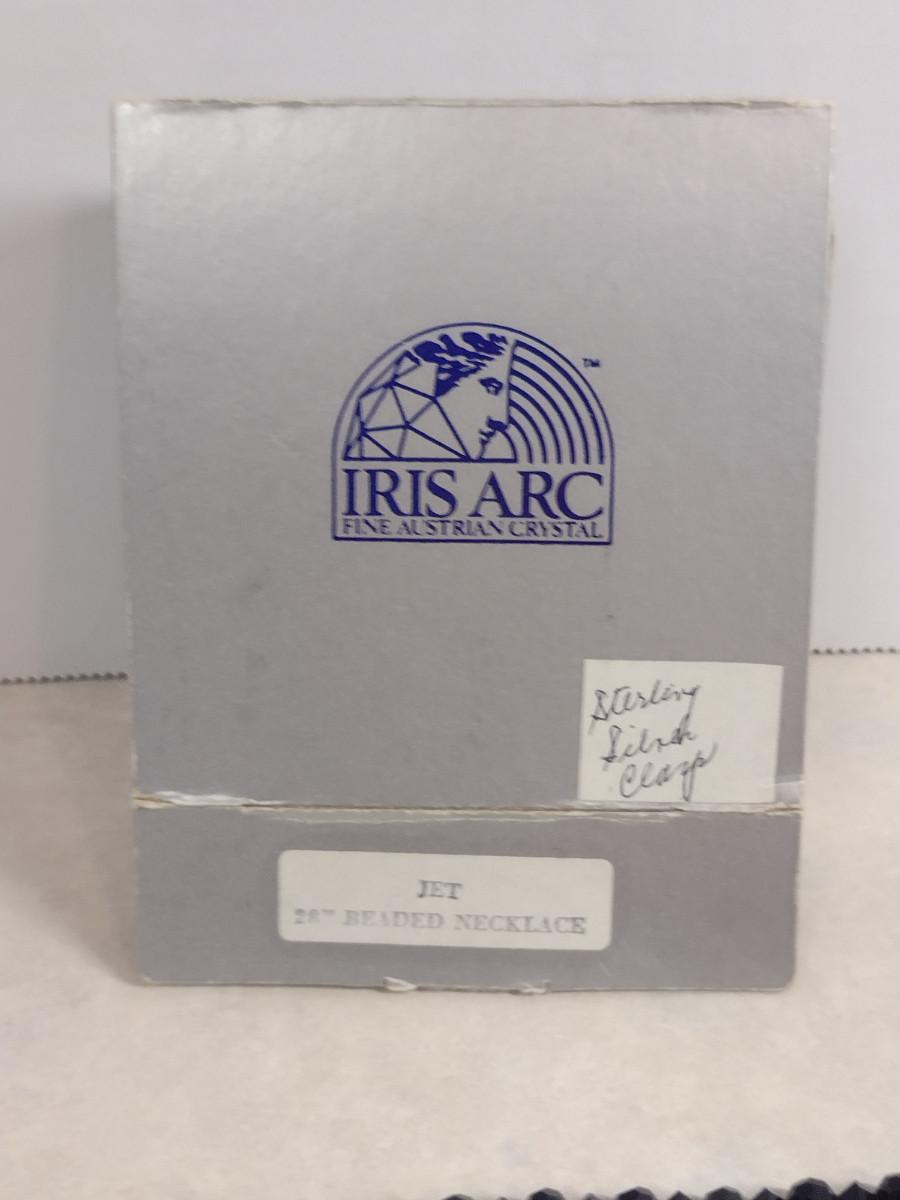 TM
IRIS ARC
FINE AUSTRIAN CRYSTAL
Sterling
Silver
Clasp
JET
28" BEADED NECKLACE